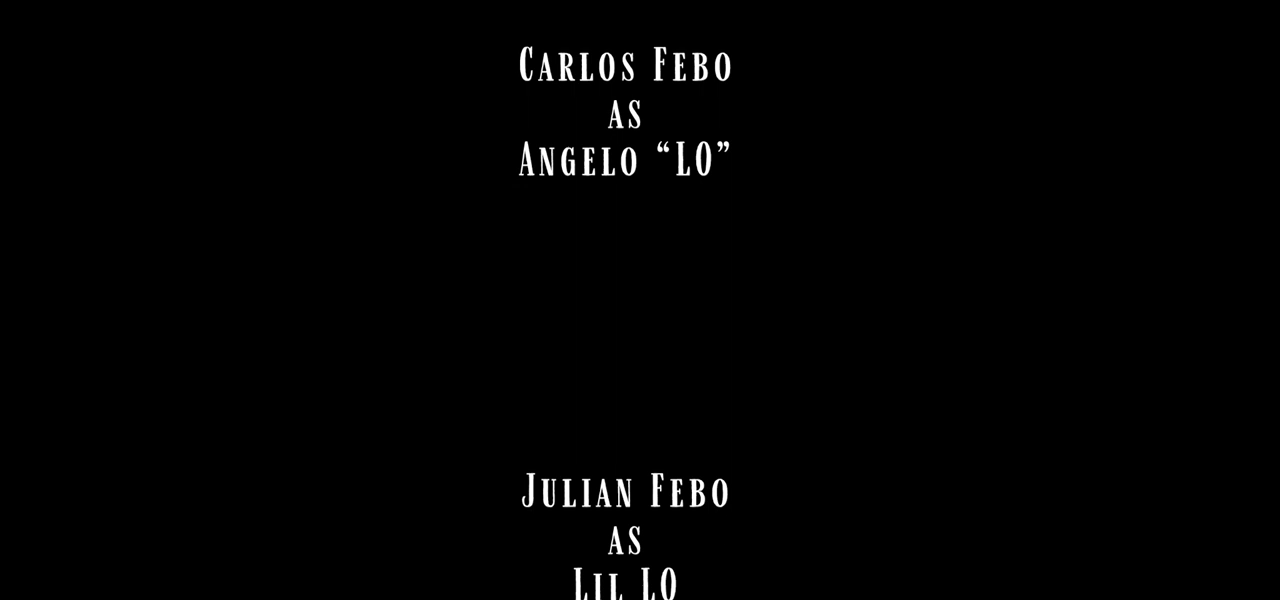 Carlos Febo
as
Angelo “LO”
Julian Febo
as
Lil LO